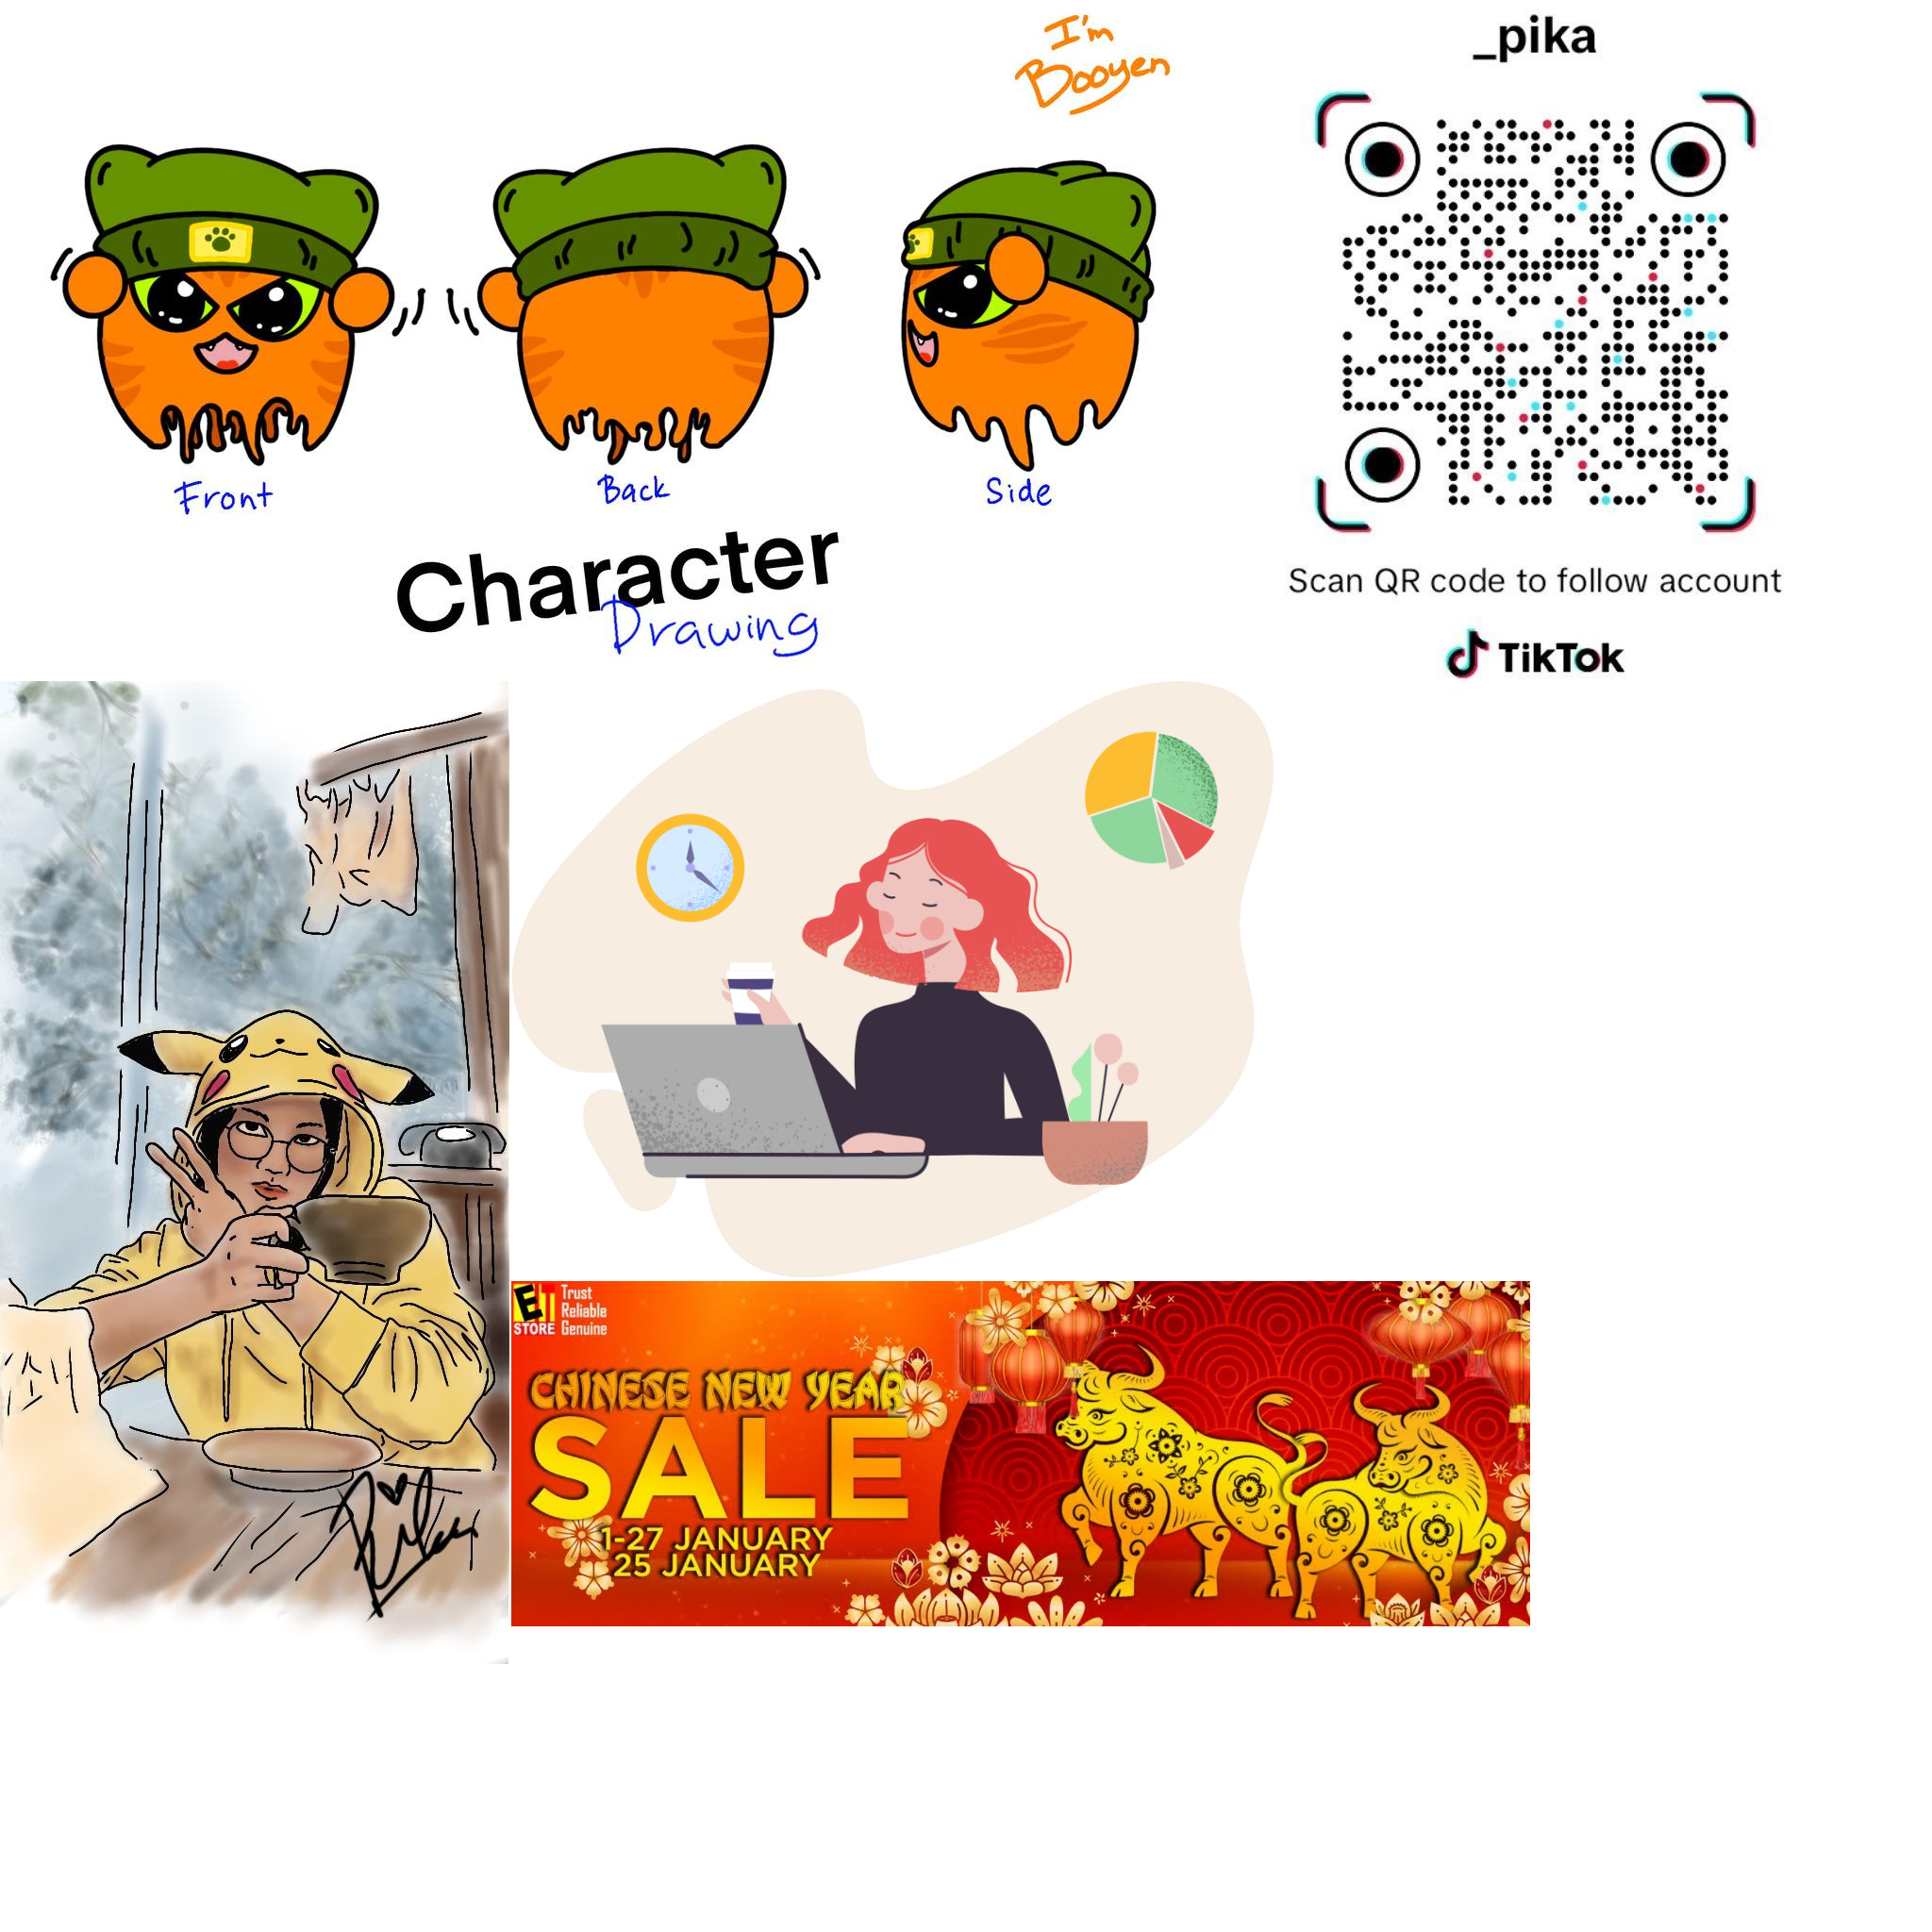 I'm
Booyen
Front
Back
Side
Character
Drawing
_pika
Scan QR code to follow account
TikTok
ET
STORE
Trust
Reliable
Genuine
CHINESE NEW YEAR
SALE
1-27 JANUARY
25 JANUARY